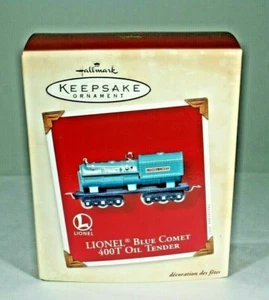 Hallmark
KEEPSAKE
ORNAMENT
L
LIONEL
LIONEL® BLUE COMET
400T OIL TENDER
décoration des fêtes